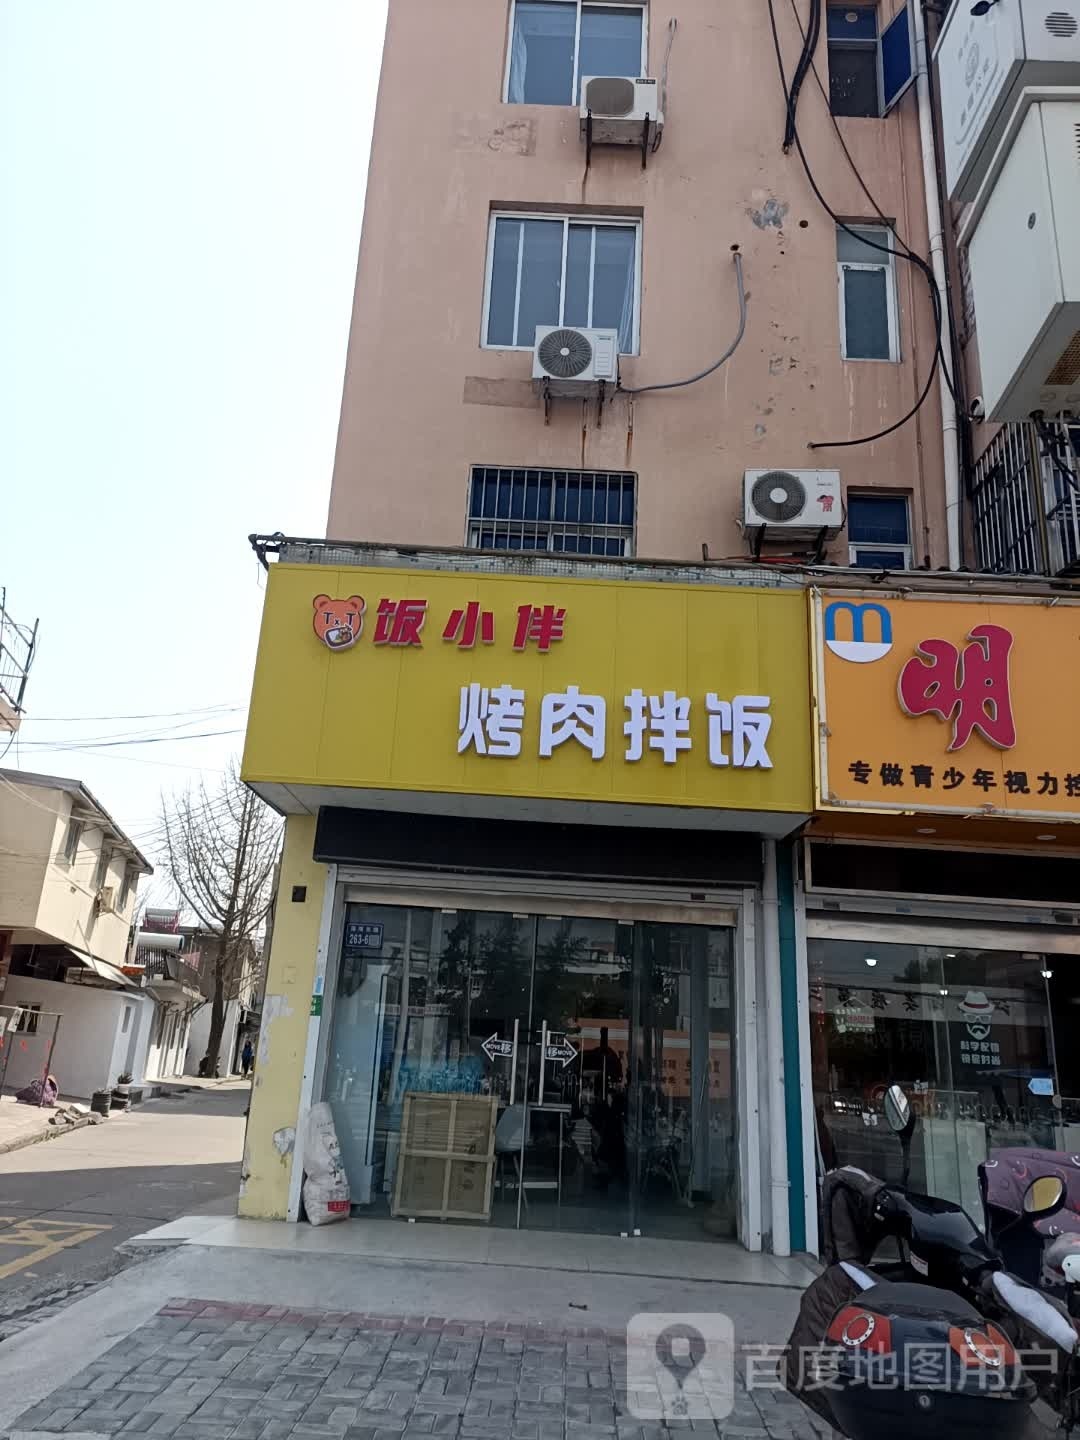 TxT
饭小伴
烤肉拌饭
m
明
专做青少年视力控
263-6
MOVE 移
移 MOVE
科学配镜
百度地图用户